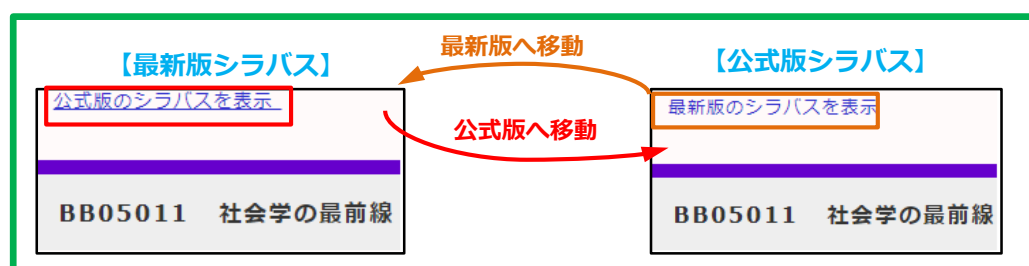 最新版へ移動
【最新版シラバス】
【公式版シラバス】
公式版のシラバスを表示
最新版のシラバスを表示
公式版へ移動
BB05011 社会学の最前線
BB05011 社会学の最前線